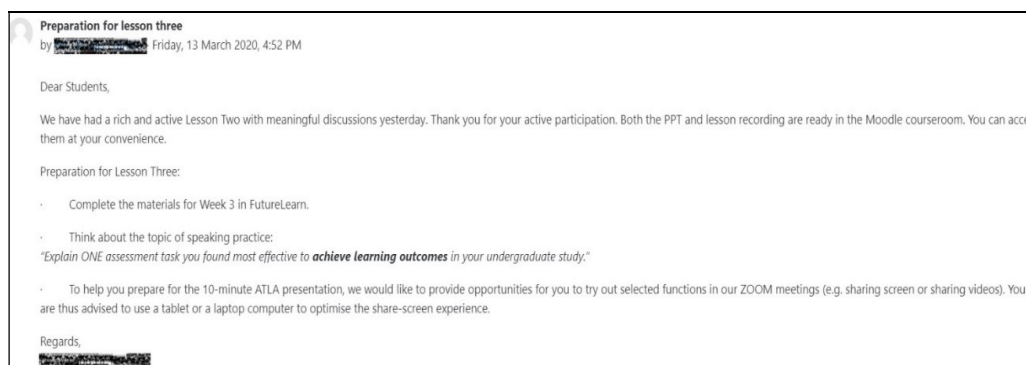 Preparation for lesson three
by Friday, 13 March 2020, 4:52 PM
Dear Students,
We have had a rich and active Lesson Two with meaningful discussions yesterday. Thank you for your active participation. Both the PPT and lesson recording are ready in the Moodle courseroom. You can acce
them at your convenience.
Preparation for Lesson Three:
· Complete the materials for Week 3 in FutureLearn.
· Think about the topic of speaking practice:
"Explain ONE assessment task you found most effective to achieve learning outcomes in your undergraduate study."
· To help you prepare for the 10-minute ATLA presentation, we would like to provide opportunities for you to try out selected functions in our ZOOM meetings (e.g. sharing screen or sharing videos). You
are thus advised to use a tablet or a laptop computer to optimise the share-screen experience.
Regards,